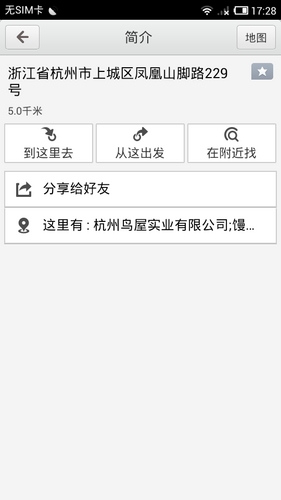 无SIM卡 17:28
简介 地图
浙江省杭州市上城区凤凰山脚路229
号
5.0千米
到这里去 从这出发 在附近找
分享给好友
这里有 : 杭州鸟屋实业有限公司;馒...